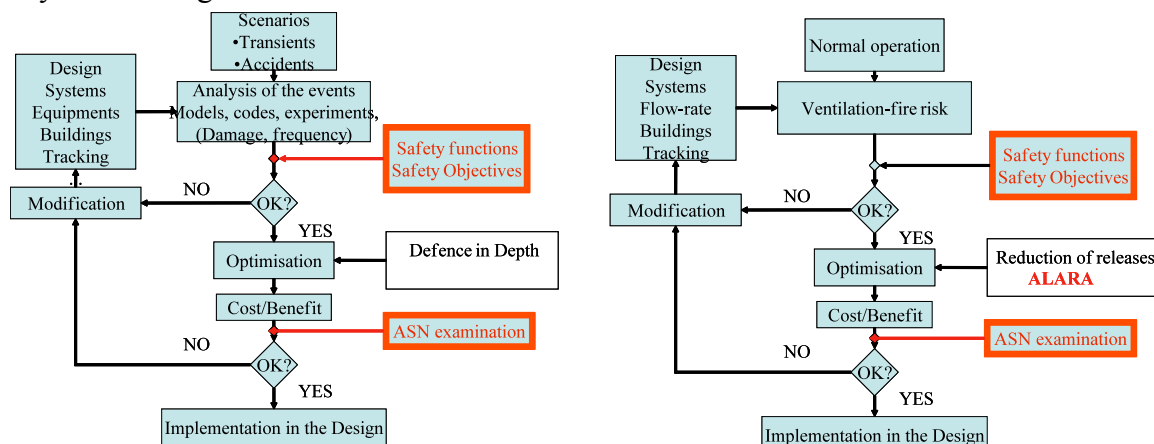 Scenarios
•Transients
•Accidents
Design
Systems
Equipments
Buildings
Tracking
...
Analysis of the events
Models, codes, experiments,
(Damage, frequency)
Safety functions
Safety Objectives
NO
Modification
OK?
YES
Optimisation
Defence in Depth
Cost/Benefit
ASN examination
NO
OK?
YES
Implementation in the Design
Normal operation
Design
Systems
Flow-rate
Buildings
Tracking
Ventilation-fire risk
Safety functions
Safety Objectives
NO
Modification
OK?
YES
Optimisation
Reduction of releases
ALARA
Cost/Benefit
ASN examination
NO
OK?
YES
Implementation in the Design